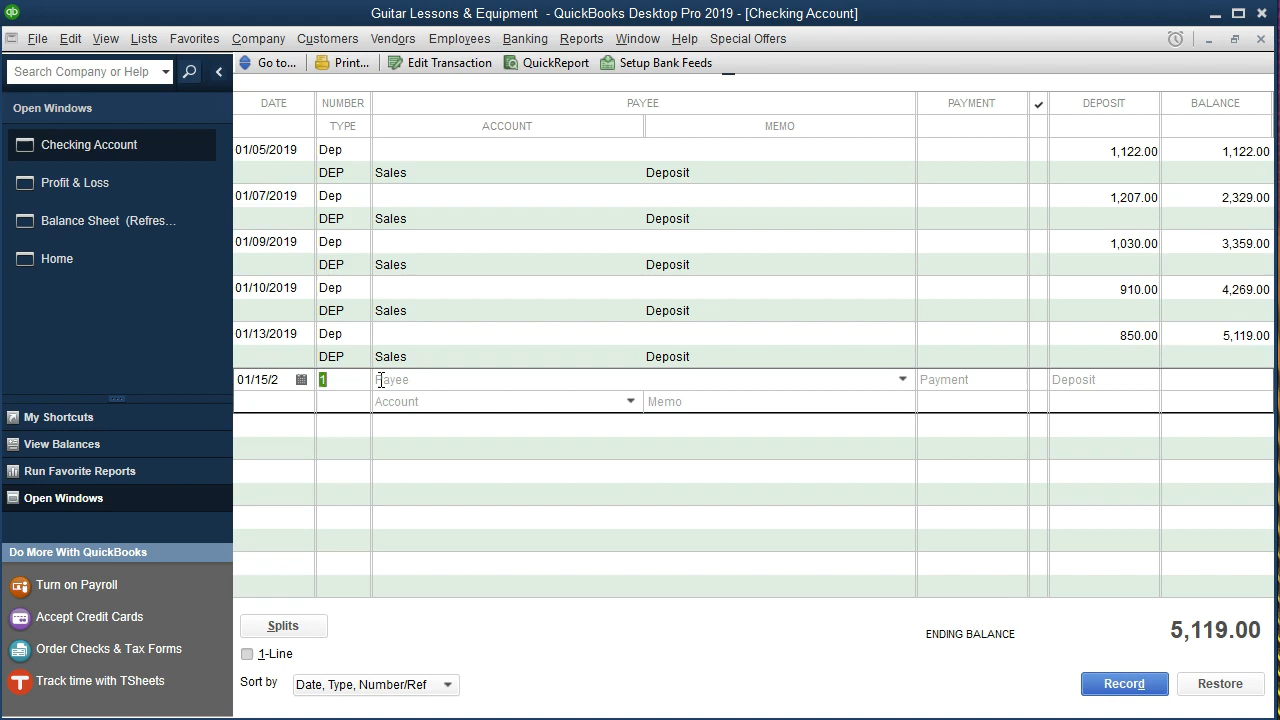 qb Guitar Lessons & Equipment - QuickBooks Desktop Pro 2019 - [Checking Account]
File Edit View Lists Favorites Company Customers Vendors Employees Banking Reports Window Help Special Offers
Search Company or Help
Go to... Print... Edit Transaction QuickReport Setup Bank Feeds
Open Windows
Checking Account
Profit & Loss
Balance Sheet (Refres...
Home
My Shortcuts
View Balances
Run Favorite Reports
Open Windows
Do More With QuickBooks
Turn on Payroll
Accept Credit Cards
Order Checks & Tax Forms
Track time with TSheets
DATE NUMBER PAYEE PAYMENT ✓ DEPOSIT BALANCE
TYPE ACCOUNT MEMO
01/05/2019 Dep 1,122.00 1,122.00
DEP Sales Deposit
01/07/2019 Dep 1,207.00 2,329.00
DEP Sales Deposit
01/09/2019 Dep 1,030.00 3,359.00
DEP Sales Deposit
01/10/2019 Dep 910.00 4,269.00
DEP Sales Deposit
01/13/2019 Dep 850.00 5,119.00
DEP Sales Deposit
01/15/2 1 Payee Payment Deposit
Account Memo
Splits
1-Line
Sort by Date, Type, Number/Ref
ENDING BALANCE 5,119.00
Record Restore